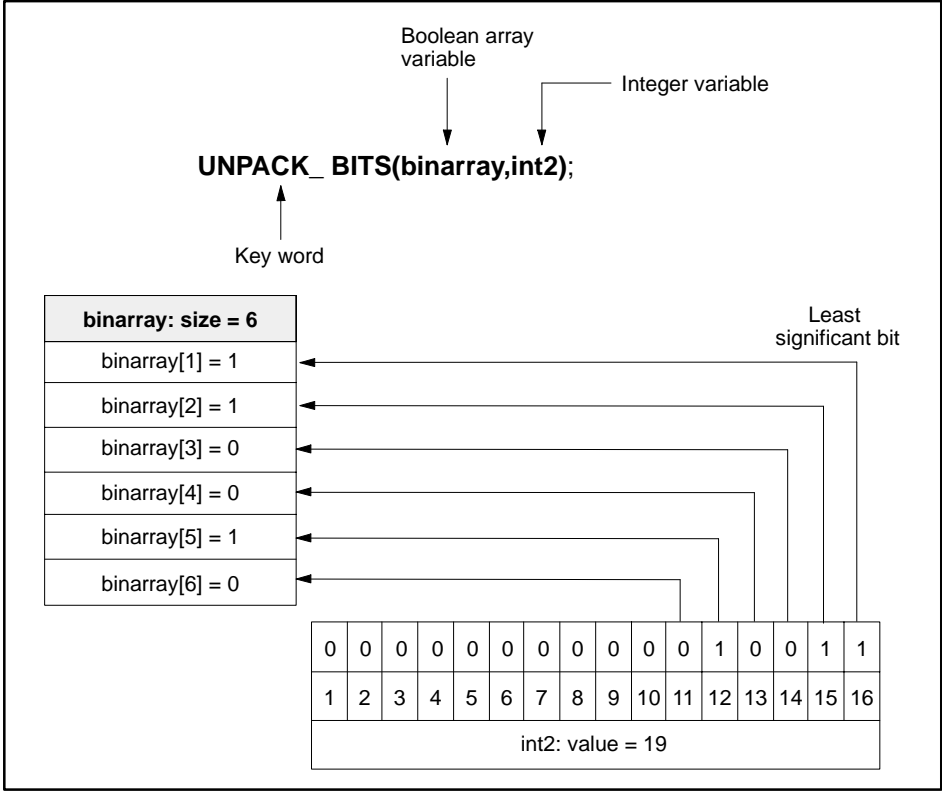 Boolean array
variable
Integer variable
UNPACK_ BITS(binarray,int2);
Key word
binarray: size = 6
Least
significant bit
binarray[1] = 1
binarray[2] = 1
binarray[3] = 0
binarray[4] = 0
binarray[5] = 1
binarray[6] = 0
0 0 0 0 0 0 0 0 0 0 0 1 0 0 1 1
1 2 3 4 5 6 7 8 9 10 11 12 13 14 15 16
int2: value = 19